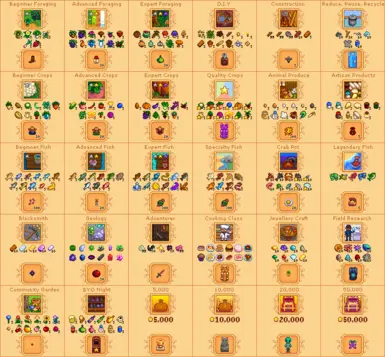 Beginner Foraging Advanced Foraging Expert Foraging D.I.Y Construction Reduce, Reuse, Recycle
Beginner Crops Advanced Crops Expert Crops Quality Crops Animal Produce Artisan Products
Beginner Fish Advanced Fish Expert Fish Specialty Fish Crab Pot Legendary Fish
Blacksmith Geology Adventurer Cooking Class Jewellery Craft Field Research
Community Garden BYO Night 5,000 10,000 20,000 50,000
5,000 10,000 20,000 50,000